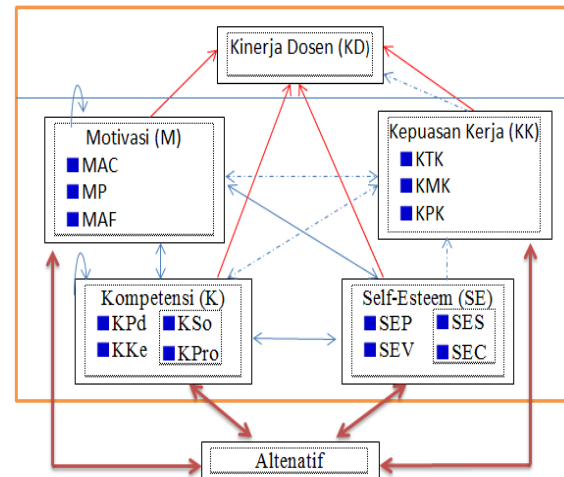 Kinerja Dosen (KD)
Motivasi (M)
MAC
MP
MAF
Kepuasan Kerja (KK)
KTK
KMK
KPK
Kompetensi (K)
KPd KSo
KKe KPro
Self-Esteem (SE)
SEP SES
SEV SEC
Altenatif